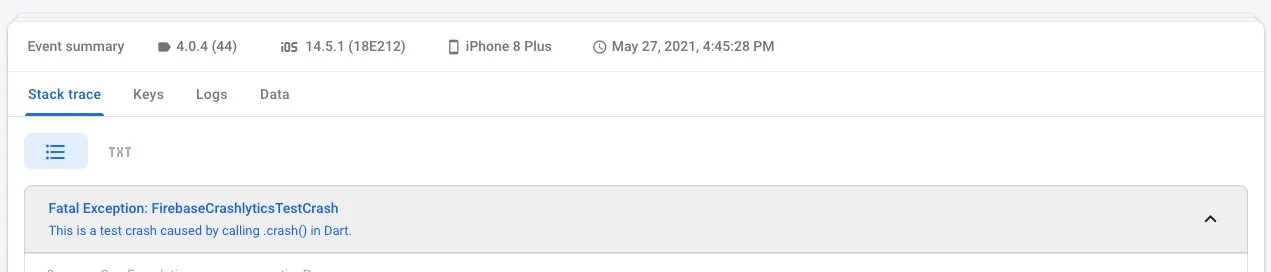 Event summary 4.0.4 (44) iOS 14.5.1 (18E212) iPhone 8 Plus May 27, 2021, 4:45:28 PM
Stack trace Keys Logs Data
TXT
Fatal Exception: FirebaseCrashlyticsTestCrash
This is a test crash caused by calling .crash() in Dart.